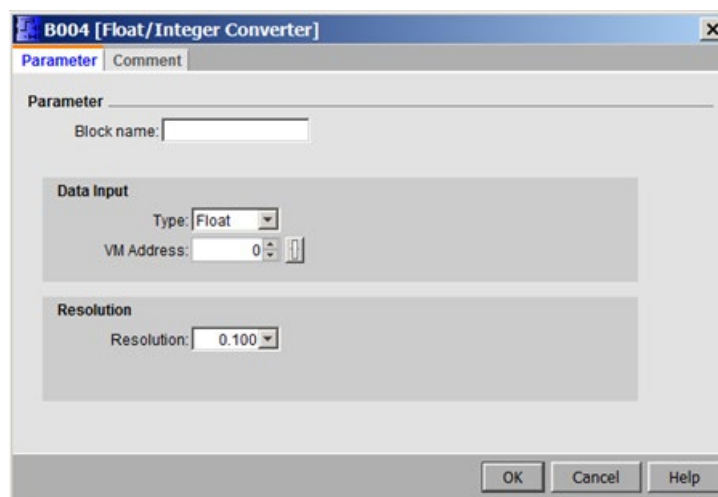 B004 [Float/Integer Converter]
Parameter Comment
Parameter
Block name:
Data Input
Type: Float
VM Address: 0
Resolution
Resolution: 0.100
OK Cancel Help